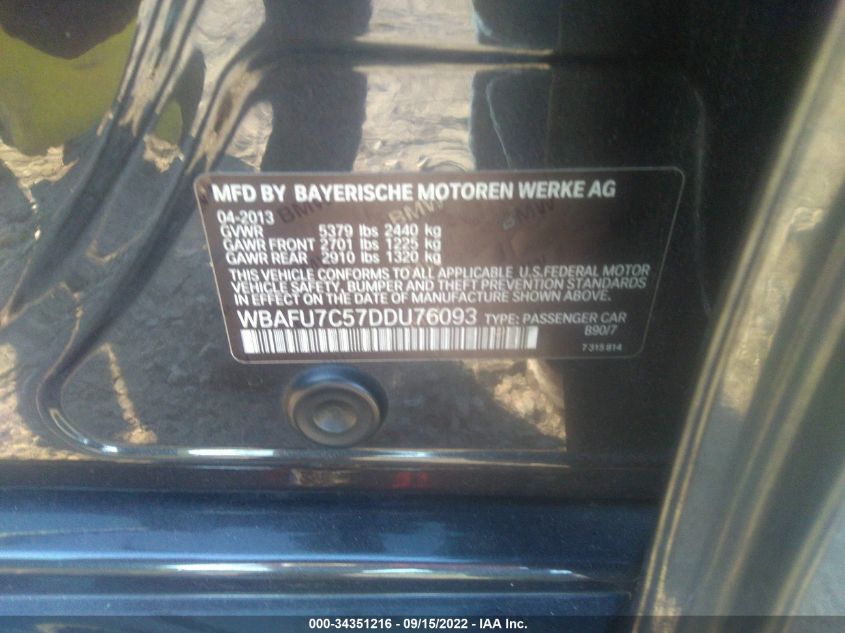 MFD BY BAYERISCHE MOTOREN WERKE AG
04-2013
GVWR 5379 lbs 2440 kg
GAWR FRONT 2701 lbs 1225 kg
GAWR REAR 2910 lbs 1320 kg
THIS VEHICLE CONFORMS TO ALL APPLICABLE U.S.FEDERAL MOTOR
VEHICLE SAFETY, BUMPER AND THEFT PREVENTION STANDARDS
IN EFFECT ON THE DATE OF MANUFACTURE SHOWN ABOVE.
WBAFU7C57DDU76093 TYPE: PASSENGER CAR
B90/7
7 315 814
BMW BMW BMW
000-34351216 - 09/15/2022 - IAA Inc.